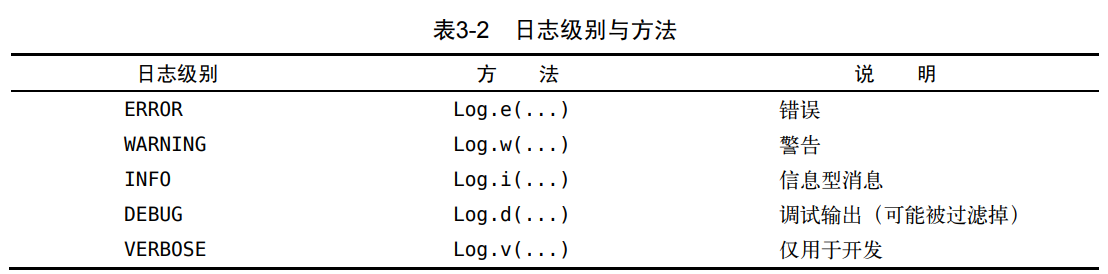 表3-2 日志级别与方法
日志级别 方 法 说 明
ERROR Log.e(...) 错误
WARNING Log.w(...) 警告
INFO Log.i(...) 信息型消息
DEBUG Log.d(...) 调试输出（可能被过滤掉）
VERBOSE Log.v(...) 仅用于开发